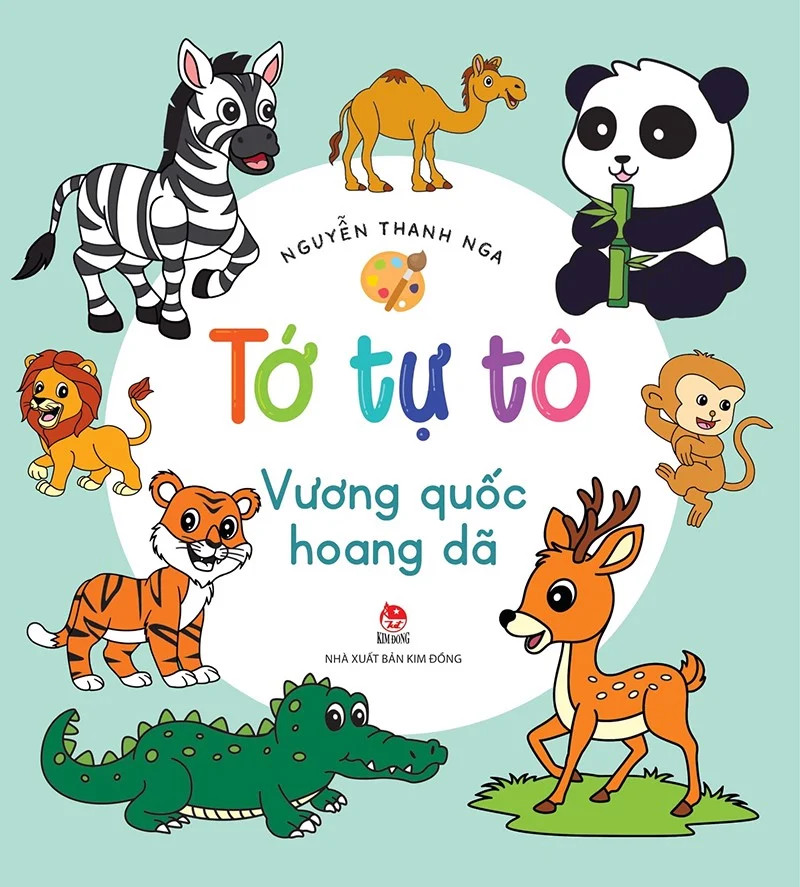 NGUYỄN THANH NGA
Tớ tự tô
Vương quốc
hoang dã
KIM ĐỒNG
NHÀ XUẤT BẢN KIM ĐỒNG